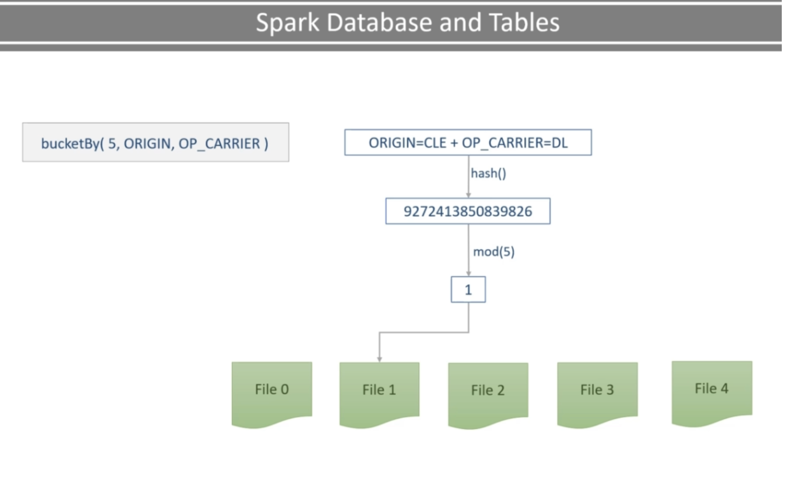 Spark Database and Tables
bucketBy( 5, ORIGIN, OP_CARRIER )
ORIGIN=CLE + OP_CARRIER=DL
hash()
9272413850839826
mod(5)
1
File 0
File 1
File 2
File 3
File 4